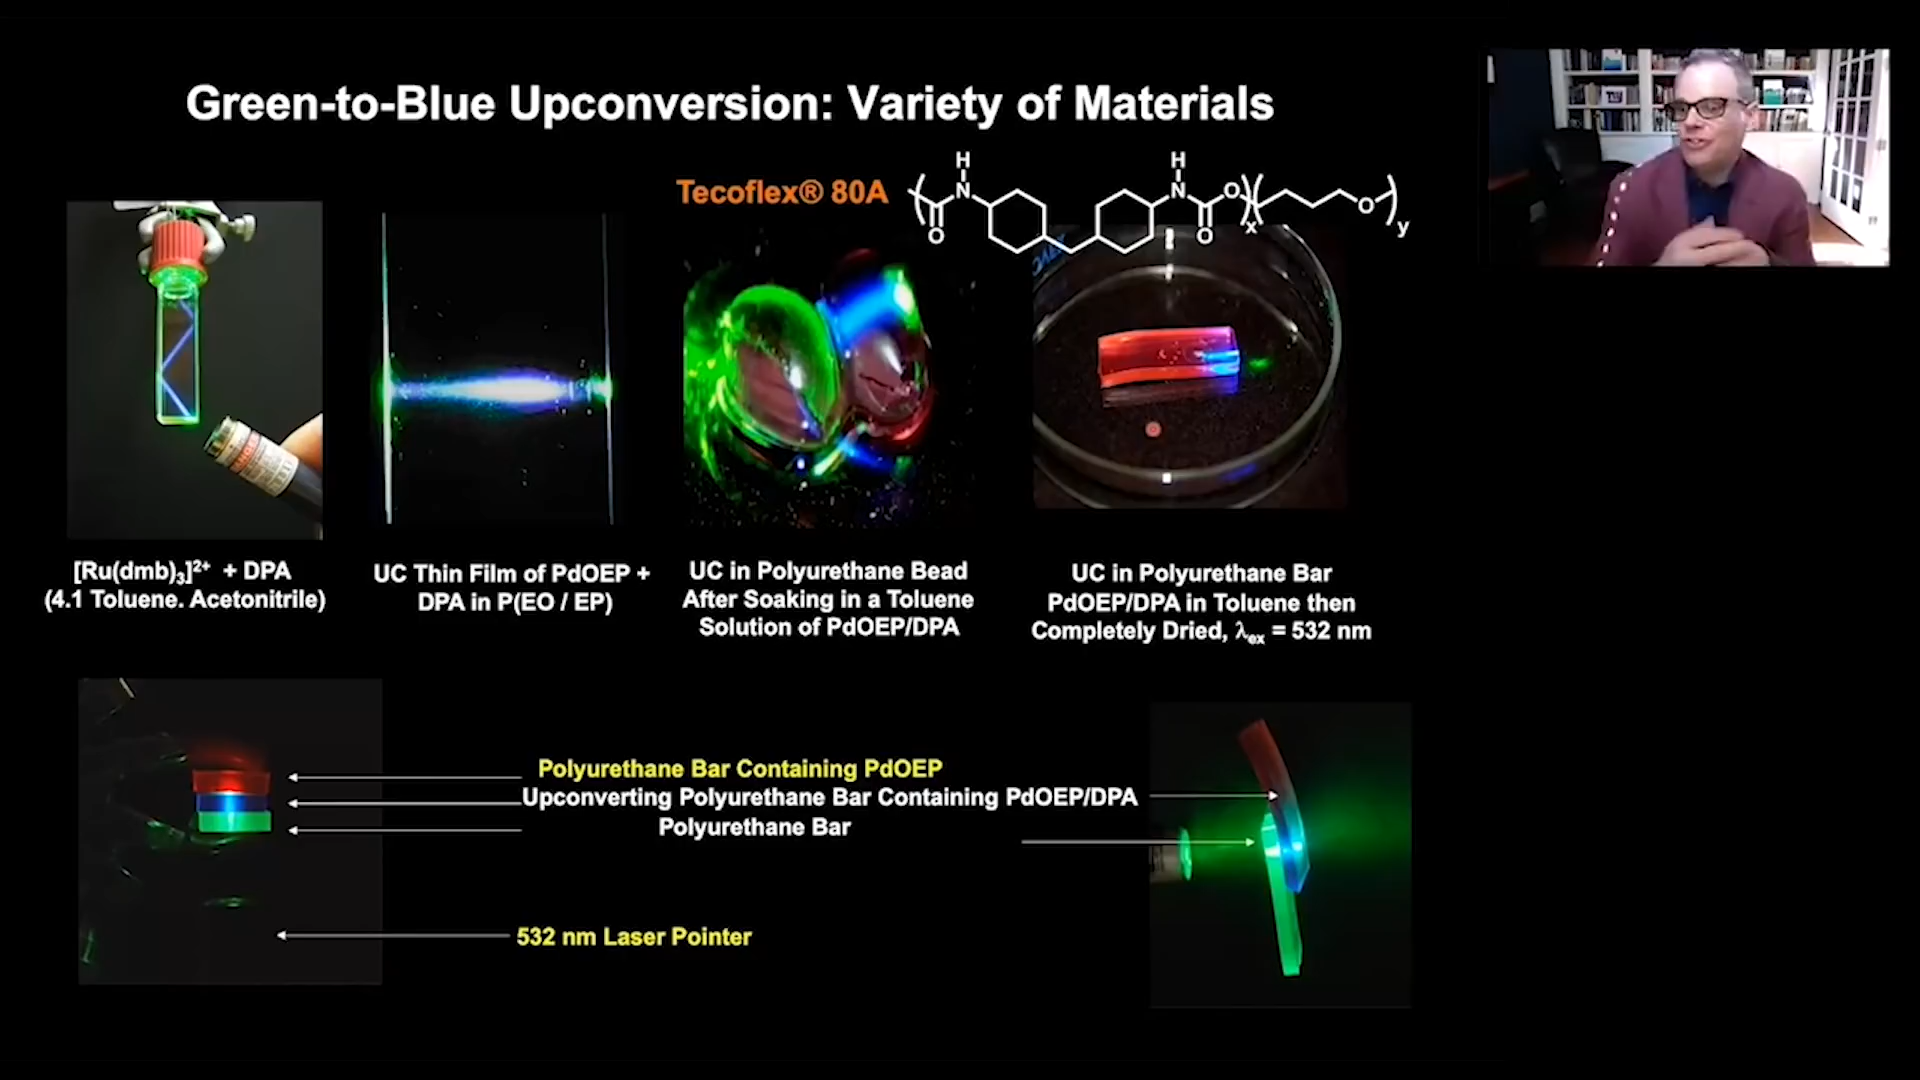 Green-to-Blue Upconversion: Variety of Materials
Tecoflex® 80A
H
N
O
H
N
O
O
x
O
y
[Ru(dmb)3]2+ + DPA
(4.1 Toluene. Acetonitrile)
UC Thin Film of PdOEP +
DPA in P(EO / EP)
UC in Polyurethane Bead
After Soaking in a Toluene
Solution of PdOEP/DPA
UC in Polyurethane Bar
PdOEP/DPA in Toluene then
Completely Dried, λex = 532 nm
Polyurethane Bar Containing PdOEP
Upconverting Polyurethane Bar Containing PdOEP/DPA
Polyurethane Bar
532 nm Laser Pointer